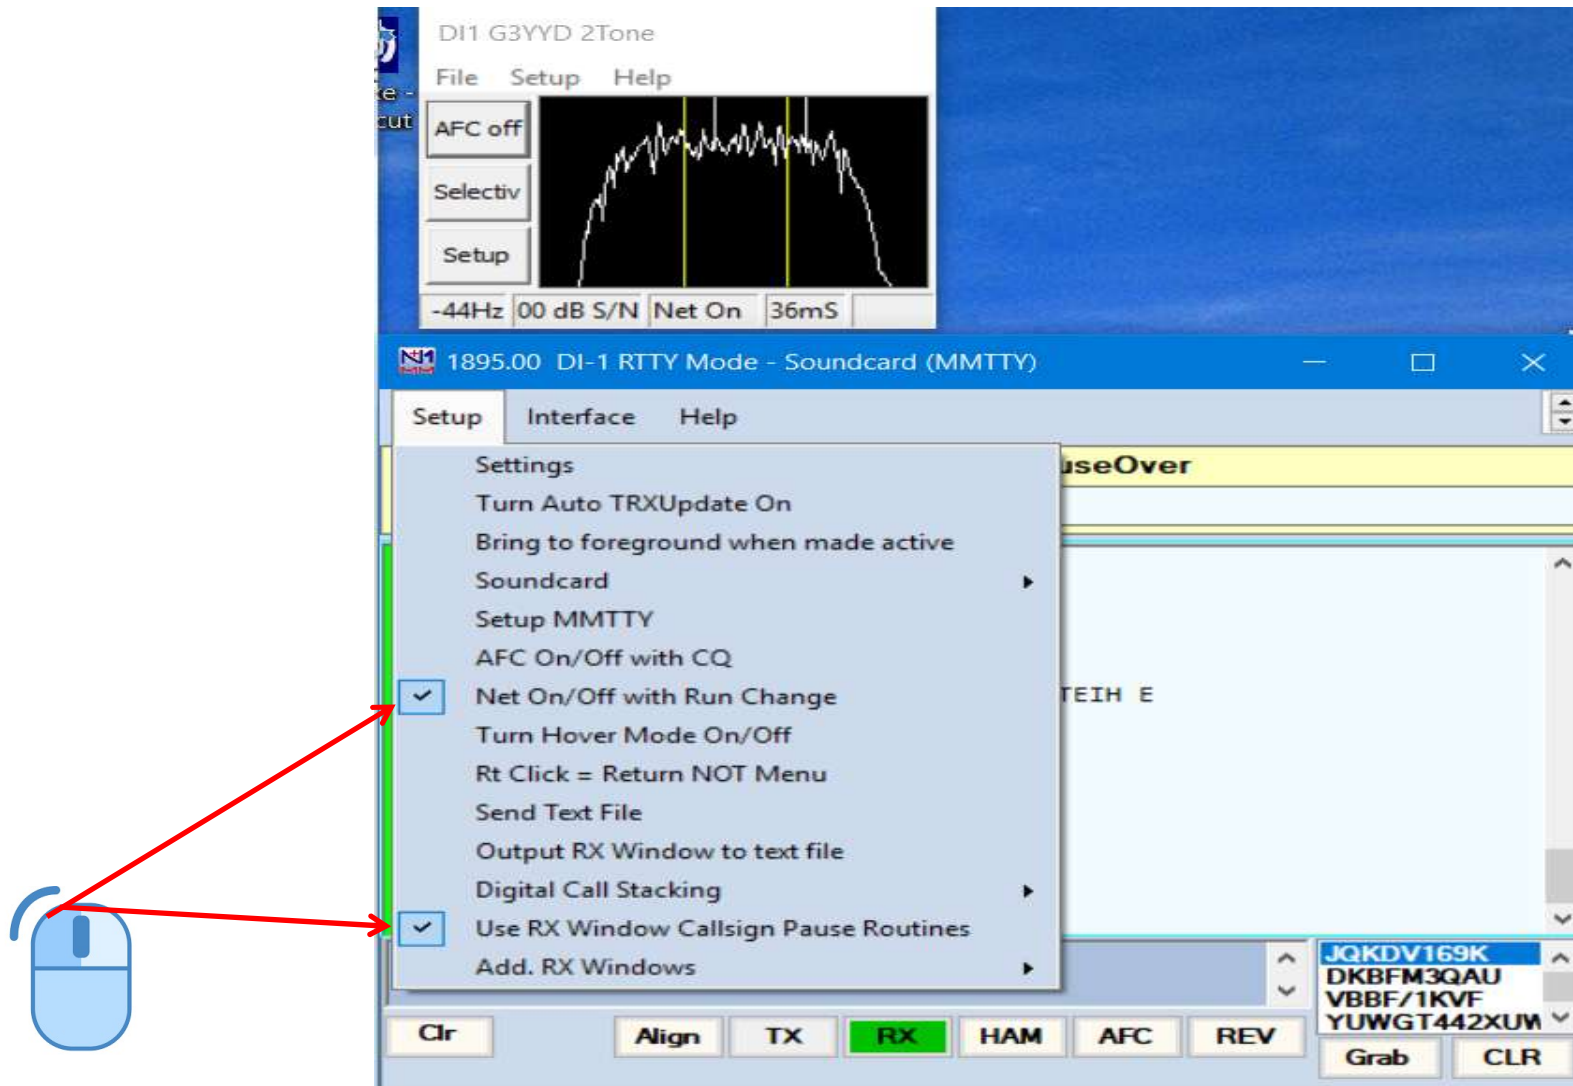 DI1 G3YYD 2Tone
File Setup Help
AFC off
Selectiv
Setup
-44Hz 00 dB S/N Net On 36mS
cut
N1 1895.00 DI-1 RTTY Mode - Soundcard (MMTTY)
Setup Interface Help
useOver
Settings
Turn Auto TRXUpdate On
Bring to foreground when made active
Soundcard
Setup MMTTY
AFC On/Off with CQ
Net On/Off with Run Change
TEIH E
Turn Hover Mode On/Off
Rt Click = Return NOT Menu
Send Text File
Output RX Window to text file
Digital Call Stacking
Use RX Window Callsign Pause Routines
Add. RX Windows
JQKDV169K
DKBFM3QAU
VBBF/1KVF
YUWGT442XUW
Clr Align TX RX HAM AFC REV
Grab CLR